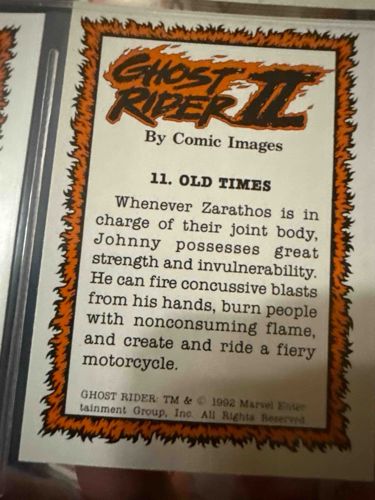 GHOST
RIDER II
By Comic Images
11. OLD TIMES
Whenever Zarathos is in
charge of their joint body,
Johnny possesses great
strength and invulnerability.
He can fire concussive blasts
from his hands, burn people
with nonconsuming flame,
and create and ride a fiery
motorcycle.
GHOST RIDER: TM & © 1992 Marvel Enter
tainment Group, Inc. All Rights Reserved